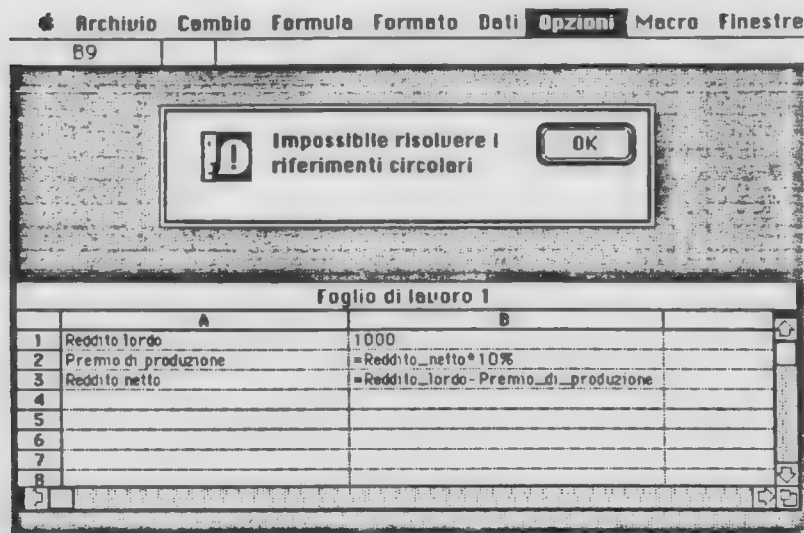 Archivio Cambio Formula Formato Dati Opzioni Macro Finestre
B9
Impossibile risolvere i
riferimenti circolari
OK
Foglio di lavoro 1
A B
1 Reddito lordo 1000
2 Premio di produzione =Reddito_netto*10%
3 Reddito netto =Reddito_lordo-Premio_di_produzione
4
5
6
7
8